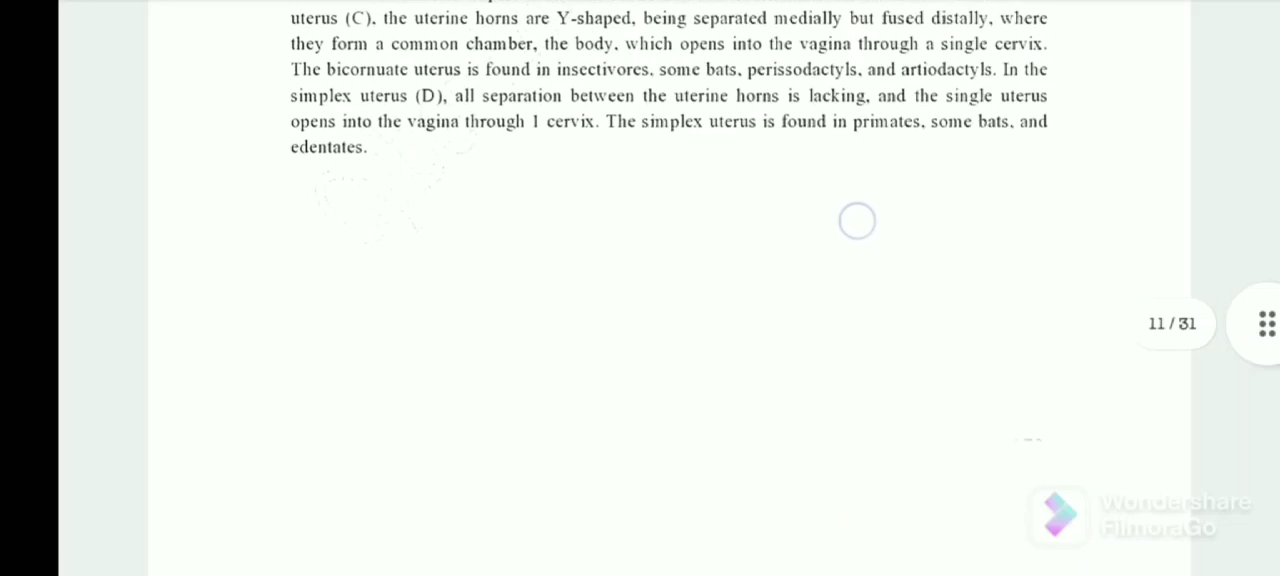 uterus (C), the uterine horns are Y-shaped, being separated medially but fused distally, where
they form a common chamber, the body, which opens into the vagina through a single cervix.
The bicornuate uterus is found in insectivores, some bats, perissodactyls, and artiodactyls. In the
simplex uterus (D), all separation between the uterine horns is lacking, and the single uterus
opens into the vagina through 1 cervix. The simplex uterus is found in primates, some bats, and
edentates.
11 / 31
Wondershare
FilmoraGo